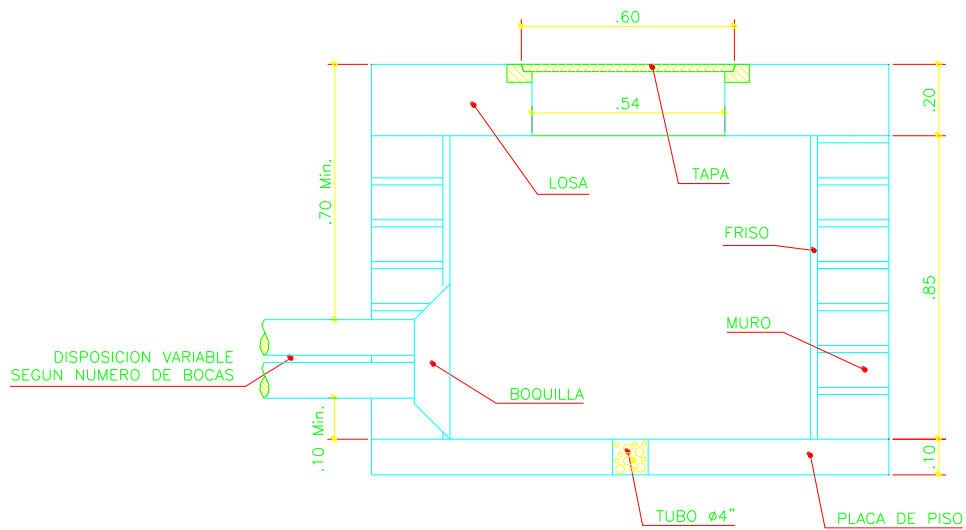 .60
.54
.20
.70 Min.
LOSA
TAPA
FRISO
.85
MURO
DISPOSICION VARIABLE
SEGUN NUMERO DE BOCAS
BOQUILLA
.10 Min.
.10
TUBO ø4"
PLACA DE PISO